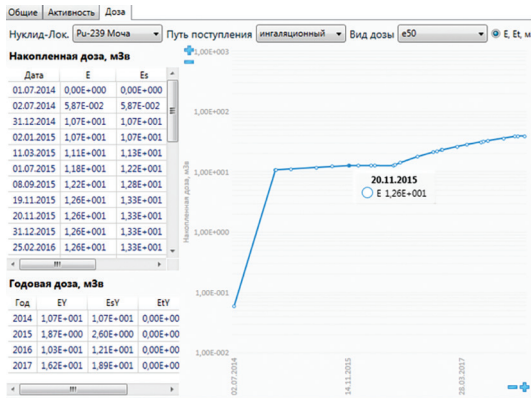 Общие Активность Доза
Нуклид-Лок. Pu-239 Моча Путь поступления ингаляционный Вид дозы e50 E, Et, м
Накопленная доза, мЗв
Дата E Es
01.07.2014 0,00E+000 0,00E+000
02.07.2014 5,87E-002 5,87E-002
31.12.2014 1,07E+001 1,07E+001
02.01.2015 1,07E+001 1,07E+001
11.03.2015 1,11E+001 1,13E+001
01.07.2015 1,18E+001 1,22E+001
08.09.2015 1,22E+001 1,28E+001
19.11.2015 1,26E+001 1,33E+001
20.11.2015 1,26E+001 1,33E+001
31.12.2015 1,26E+001 1,33E+001
25.02.2016 1,26E+001 1,33E+001
Годовая доза, мЗв
Год EY EsY EtY
2014 1,07E+001 1,07E+001 0,00E+00
2015 1,87E+000 2,60E+000 0,00E+00
2016 1,03E+001 1,21E+001 0,00E+00
2017 1,62E+001 1,89E+001 0,00E+00
Накопленная доза, мЗв
1,00E+003
1,00E+002
1,00E+001
1,00E+000
1,00E-001
1,00E-002
20.11.2015
E 1,26E+001
02.07.2014
14.11.2015
28.03.2017